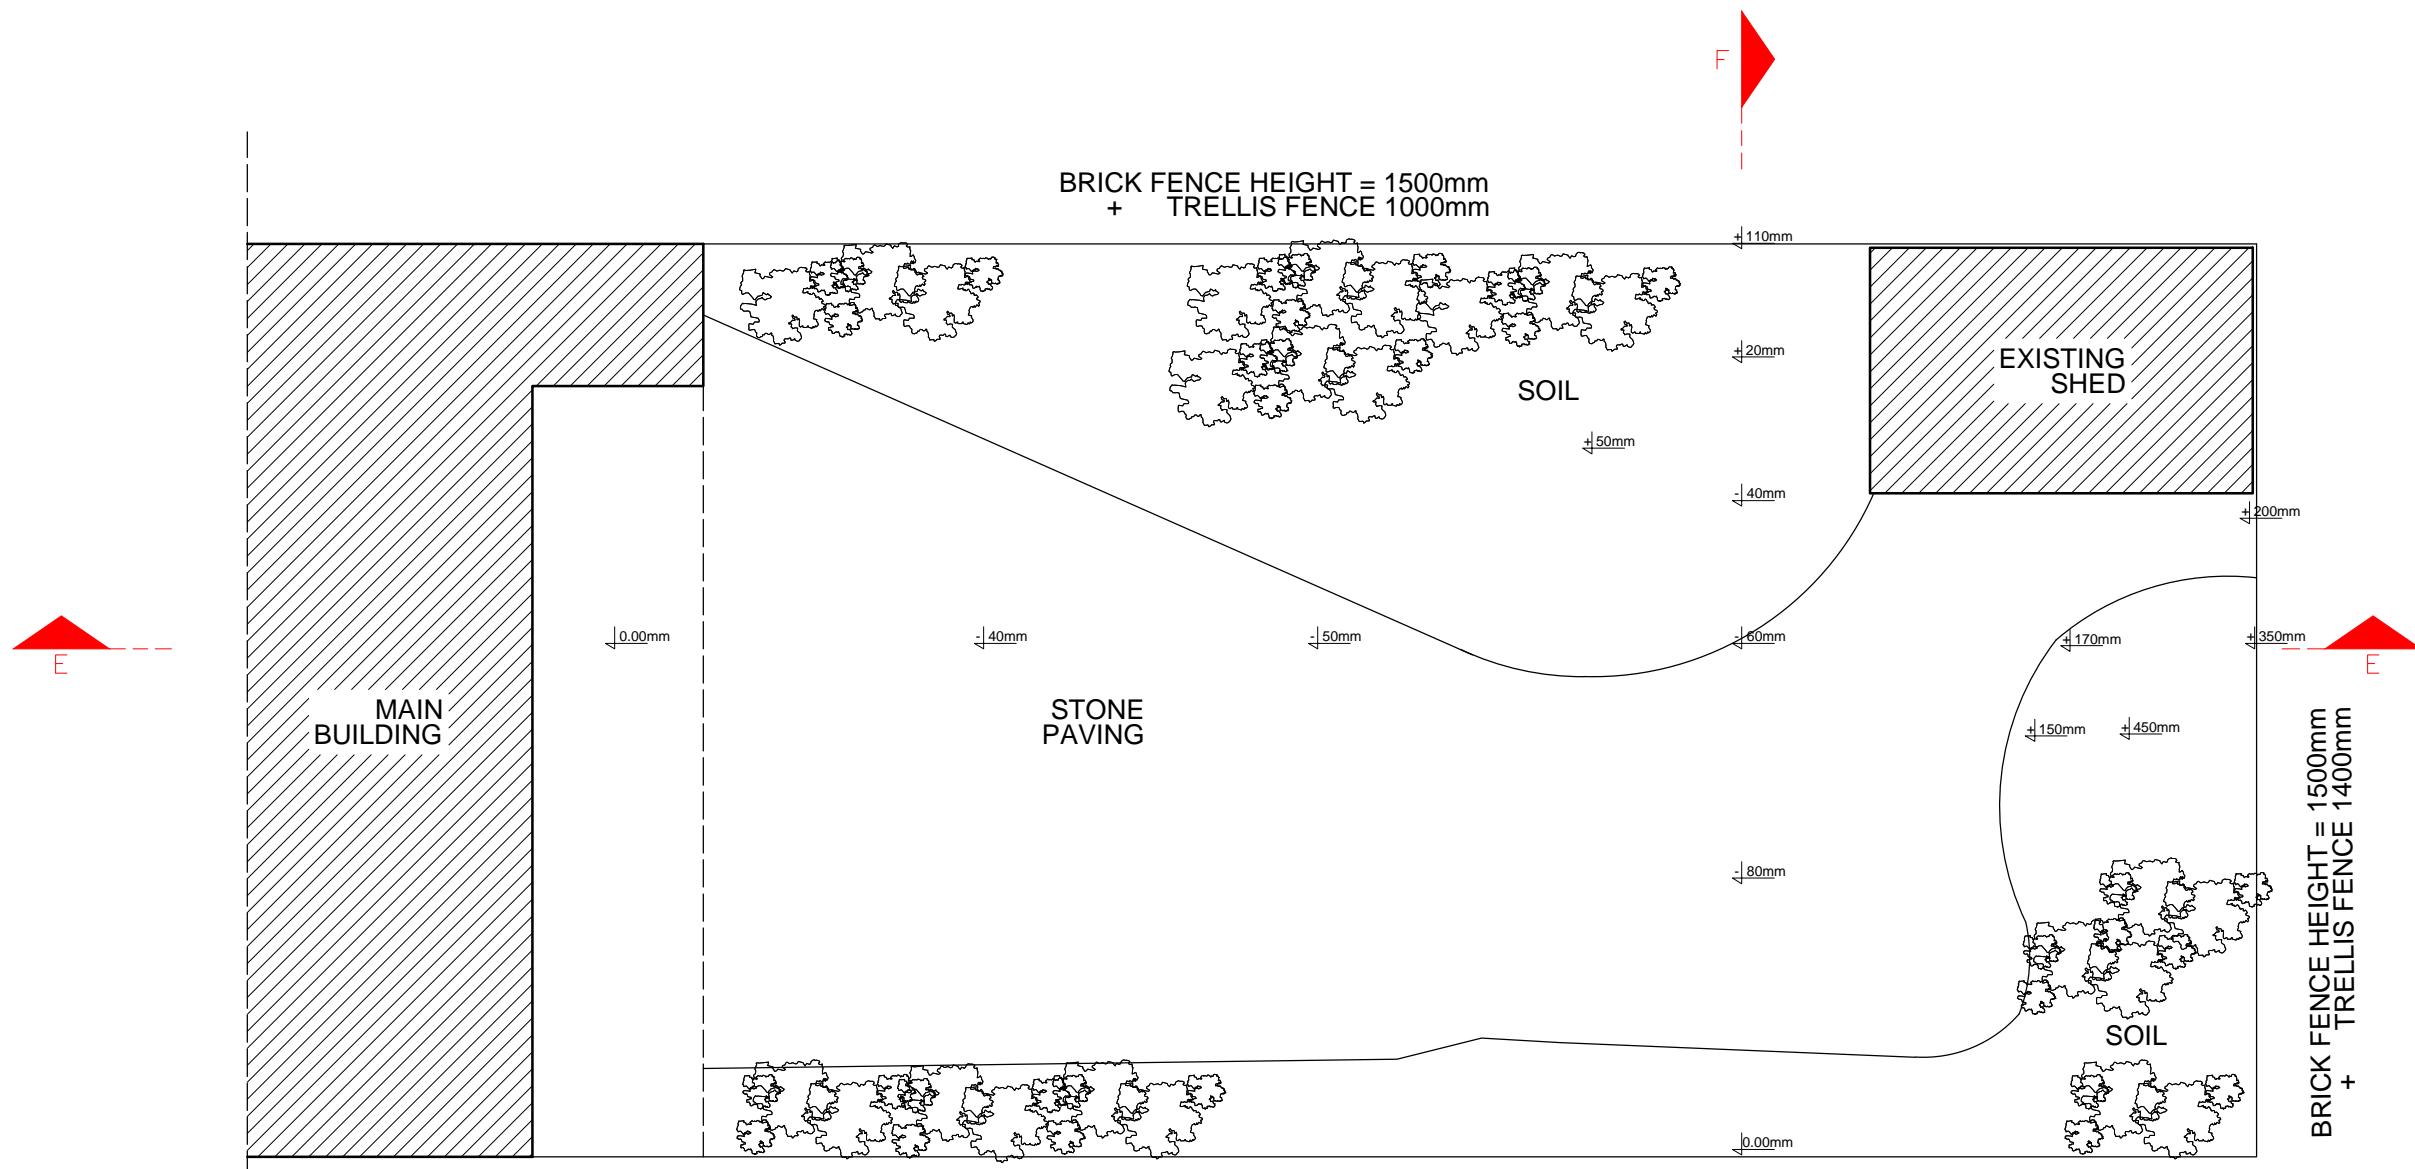 F
BRICK FENCE HEIGHT = 1500mm
+ TRELLIS FENCE 1000mm
+ 110mm
+ 20mm
EXISTING
SHED
SOIL
+ 50mm
- 40mm
+ 200mm
0.00mm
- 40mm
- 50mm
- 60mm
+ 170mm
+ 350mm
E
E
MAIN
BUILDING
STONE
PAVING
+ 150mm
+ 450mm
BRICK FENCE HEIGHT = 1500mm
+ TRELLIS FENCE 1400mm
- 80mm
SOIL
0.00mm